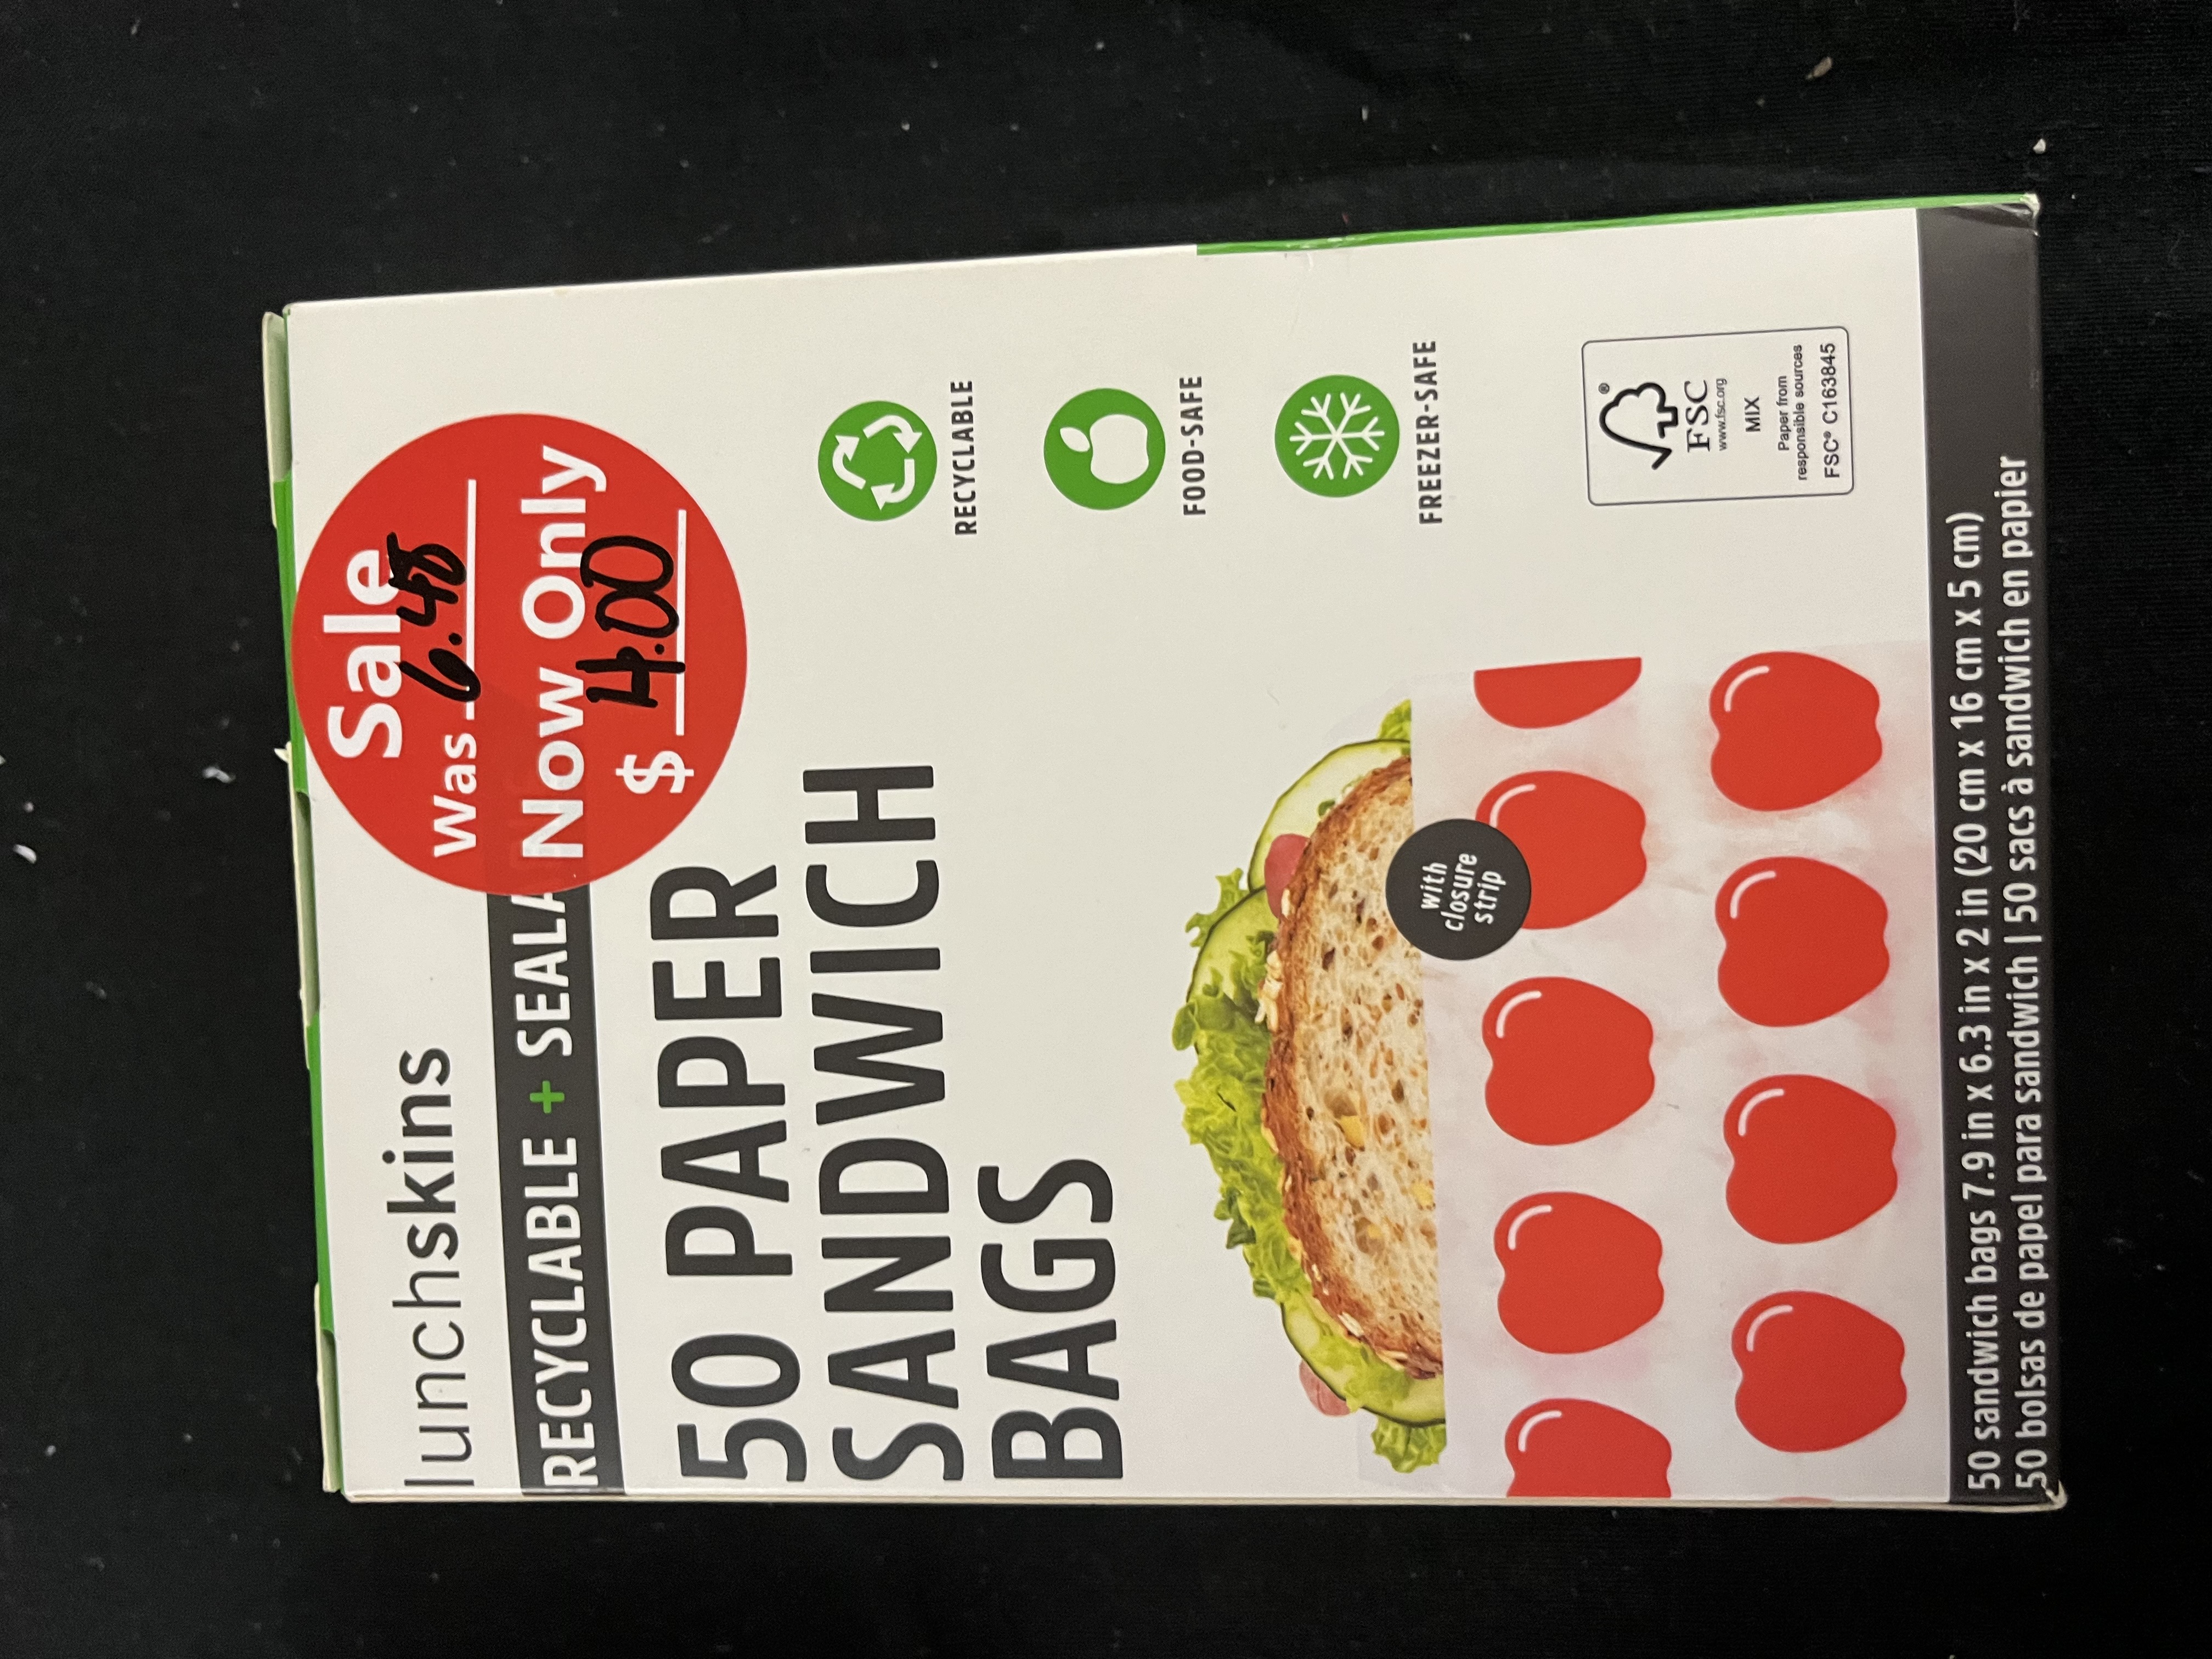 Sale
Was 6.48
Now Only
$ 4.00
lunchskins
RECYCLABLE + SEALA
50 PAPER
SANDWICH
BAGS
RECYCLABLE
FOOD-SAFE
FREEZER-SAFE
with
closure
strip
®
FSC
www.fsc.org
MIX
Paper from
responsible sources
FSC® C163845
50 sandwich bags 7.9 in x 6.3 in x 2 in (20 cm x 16 cm x 5 cm)
50 bolsas de papel para sandwich | 50 sacs à sandwich en papier